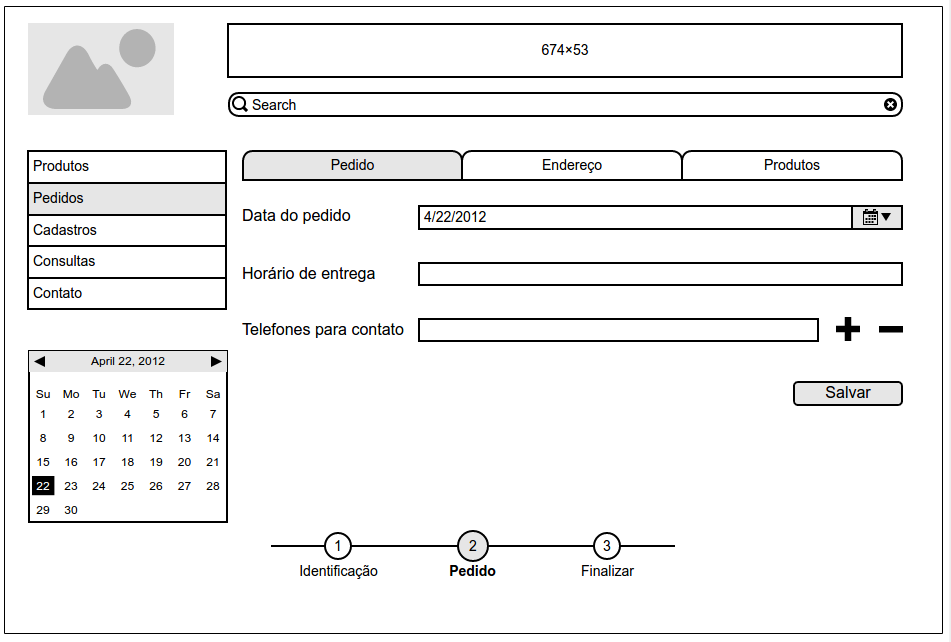 674×53
Search
Produtos
Pedidos
Cadastros
Consultas
Contato
Pedido Endereço Produtos
Data do pedido 4/22/2012
Horário de entrega
Telefones para contato
Salvar
April 22, 2012
Su Mo Tu We Th Fr Sa
1 2 3 4 5 6 7
8 9 10 11 12 13 14
15 16 17 18 19 20 21
22 23 24 25 26 27 28
29 30
1 2 3
Identificação Pedido Finalizar